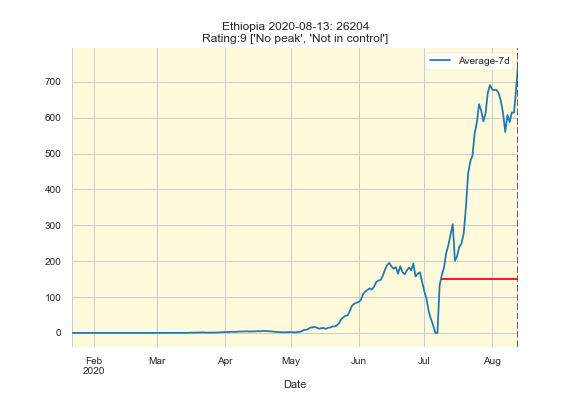 Ethiopia 2020-08-13: 26204
Rating:9 ['No peak', 'Not in control']
Average-7d
700
600
500
400
300
200
100
0
Feb Mar Apr May Jun Jul Aug
2020
Date